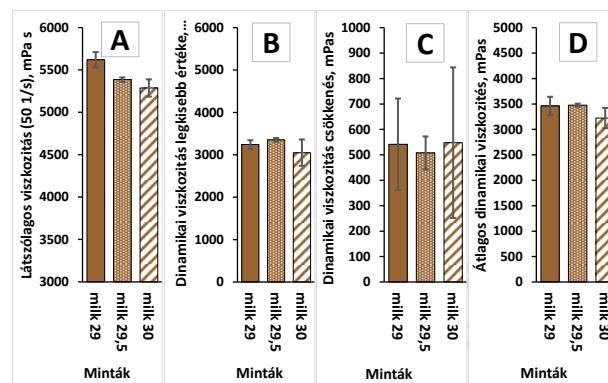 A
Látszólagos viszkozitás (50 1/s), mPa s
6000
5500
5000
4500
4000
3500
3000
milk 29
milk 29,5
milk 30
Minták
B
Dinamikai viszkozitás legkisebb értéke,...
6000
5000
4000
3000
2000
1000
0
milk 29
milk 29,5
milk 30
Minták
C
Dinamikai viszkozitás csökkenés, mPas
1000
900
800
700
600
500
400
300
200
100
0
milk 29
milk 29,5
milk 30
Minták
D
Átlagos dinamikai viszkozités, mPas
5000
4500
4000
3500
3000
2500
2000
1500
1000
500
0
milk 29
milk 29,5
milk 30
Minták